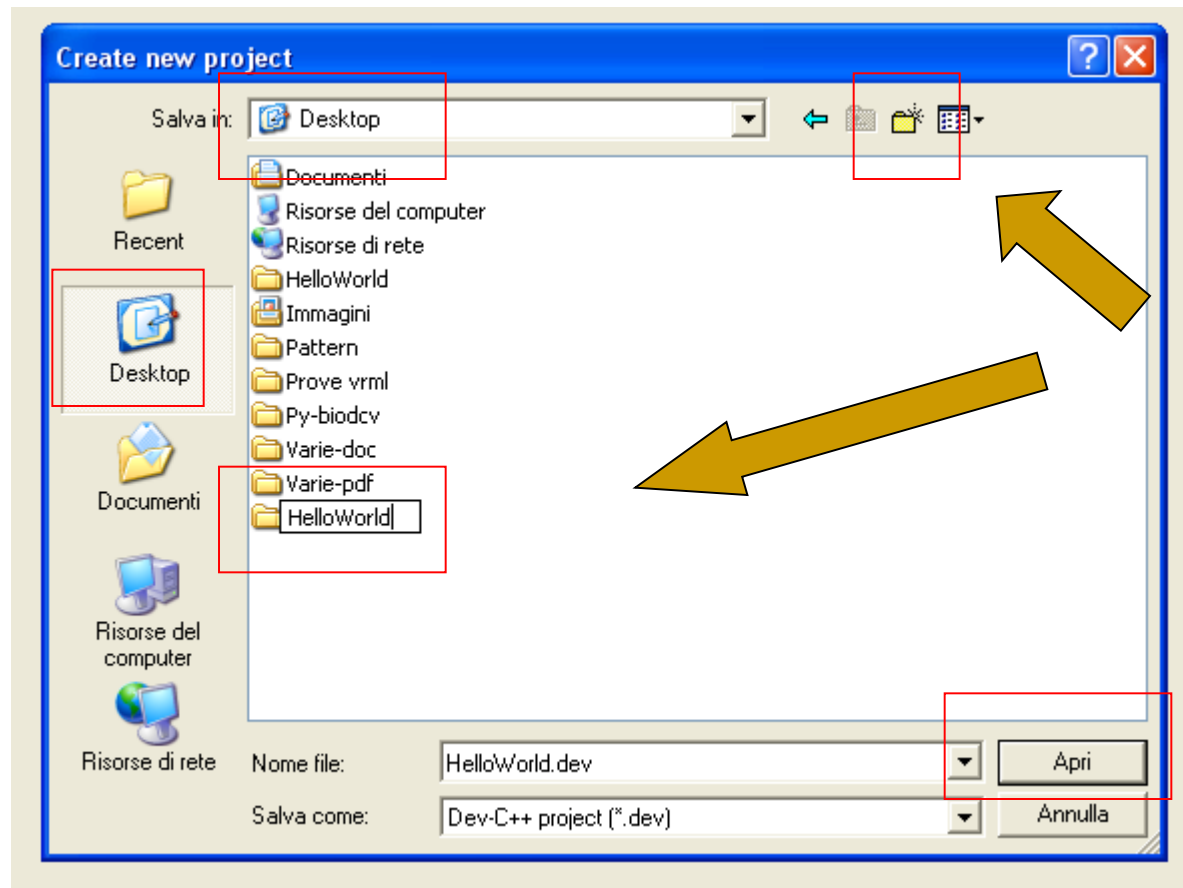 Create new project
Salva in:
Desktop
Recent
Desktop
Documenti
Risorse del
computer
Risorse di rete
Documenti
Risorse del computer
Risorse di rete
HelloWorld
Immagini
Pattern
Prove vrml
Py-biodcv
Varie-doc
Varie-pdf
HelloWorld
Nome file:
HelloWorld.dev
Apri
Salva come:
Dev-C++ project (*.dev)
Annulla